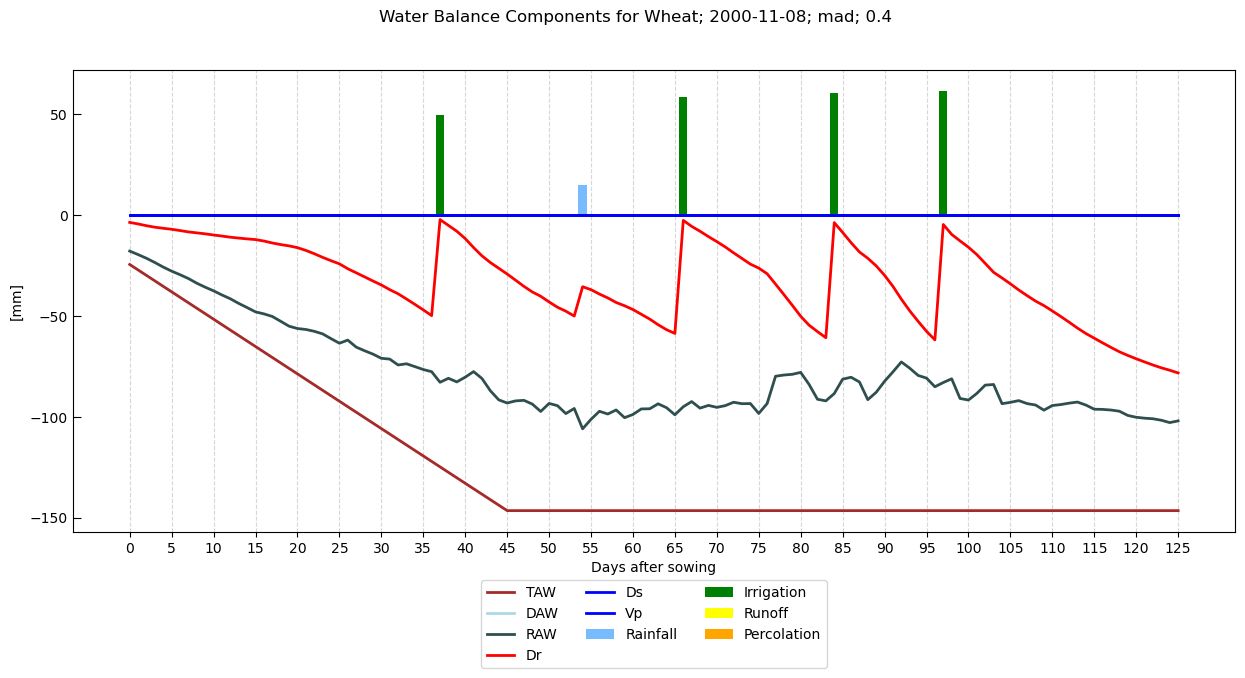 Water Balance Components for Wheat; 2000-11-08; mad; 0.4
50
0
−50
−100
−150
[mm]
0 5 10 15 20 25 30 35 40 45 50 55 60 65 70 75 80 85 90 95 100 105 110 115 120 125
Days after sowing
TAW Ds Irrigation
DAW Vp Runoff
RAW Rainfall Percolation
Dr